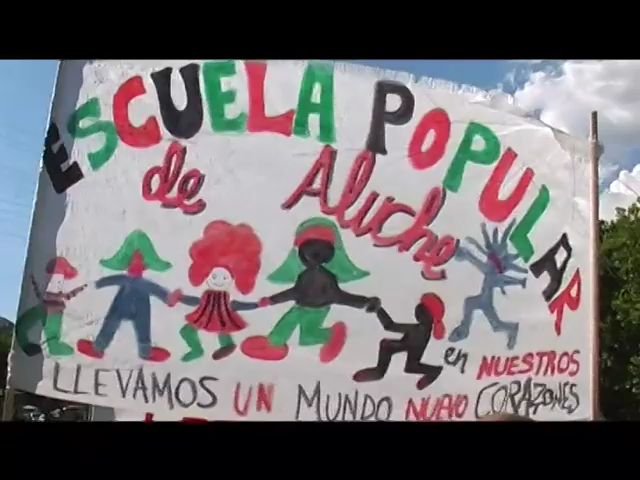 ESCUELA POPULAR
de Aluche
LLEVAMOS UN MUNDO NUEVO en NUESTROS CORAZONES